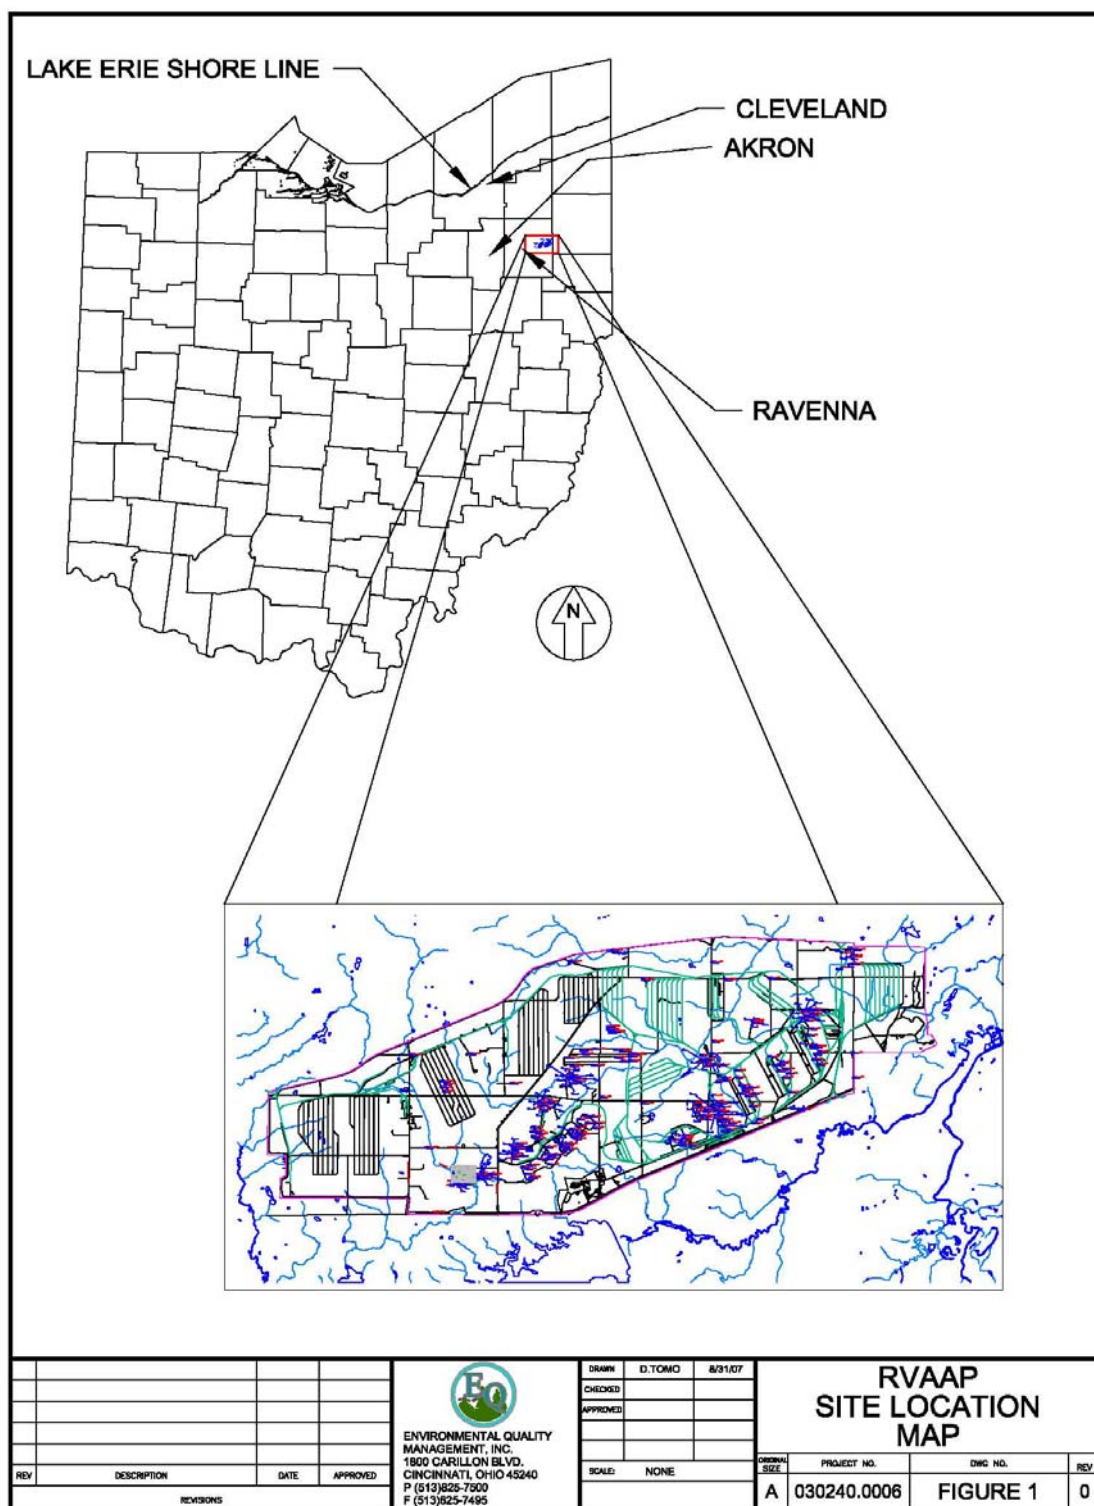 LAKE ERIE SHORE LINE
CLEVELAND
AKRON
RAVENNA
N
REV DESCRIPTION DATE APPROVED
REVISIONS
EQ
ENVIRONMENTAL QUALITY
MANAGEMENT, INC.
1800 CARILLON BLVD.
CINCINNATI, OHIO 45240
P (513)825-7500
F (513)825-7495
DRAWN D.TOMO 8/31/07
CHECKED
APPROVED
SCALE: NONE
RVAAP
SITE LOCATION
MAP
ORIGINAL SIZE PROJECT NO. DWG NO. REV
A 030240.0006 FIGURE 1 0